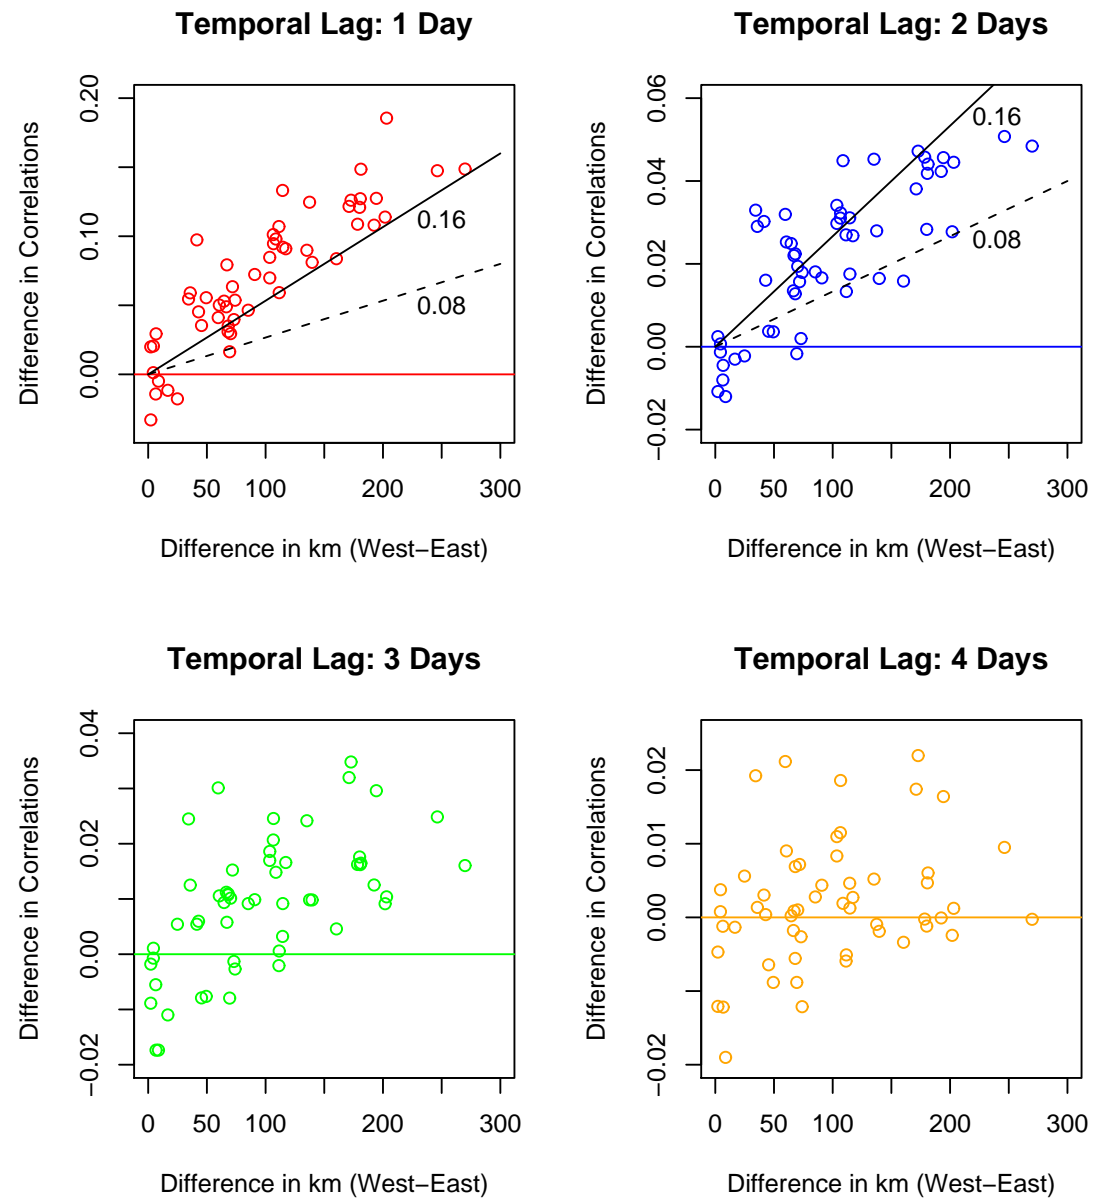 Temporal Lag: 1 Day
Difference in Correlations
0.00 0.10 0.20
0.16
0.08
0 50 100 200 300
Difference in km (West−East)
Temporal Lag: 2 Days
Difference in Correlations
−0.02 0.00 0.02 0.04 0.06
0.16
0.08
0 50 100 200 300
Difference in km (West−East)
Temporal Lag: 3 Days
Difference in Correlations
−0.02 0.00 0.02 0.04
0 50 100 200 300
Difference in km (West−East)
Temporal Lag: 4 Days
Difference in Correlations
−0.02 0.00 0.01 0.02
0 50 100 200 300
Difference in km (West−East)